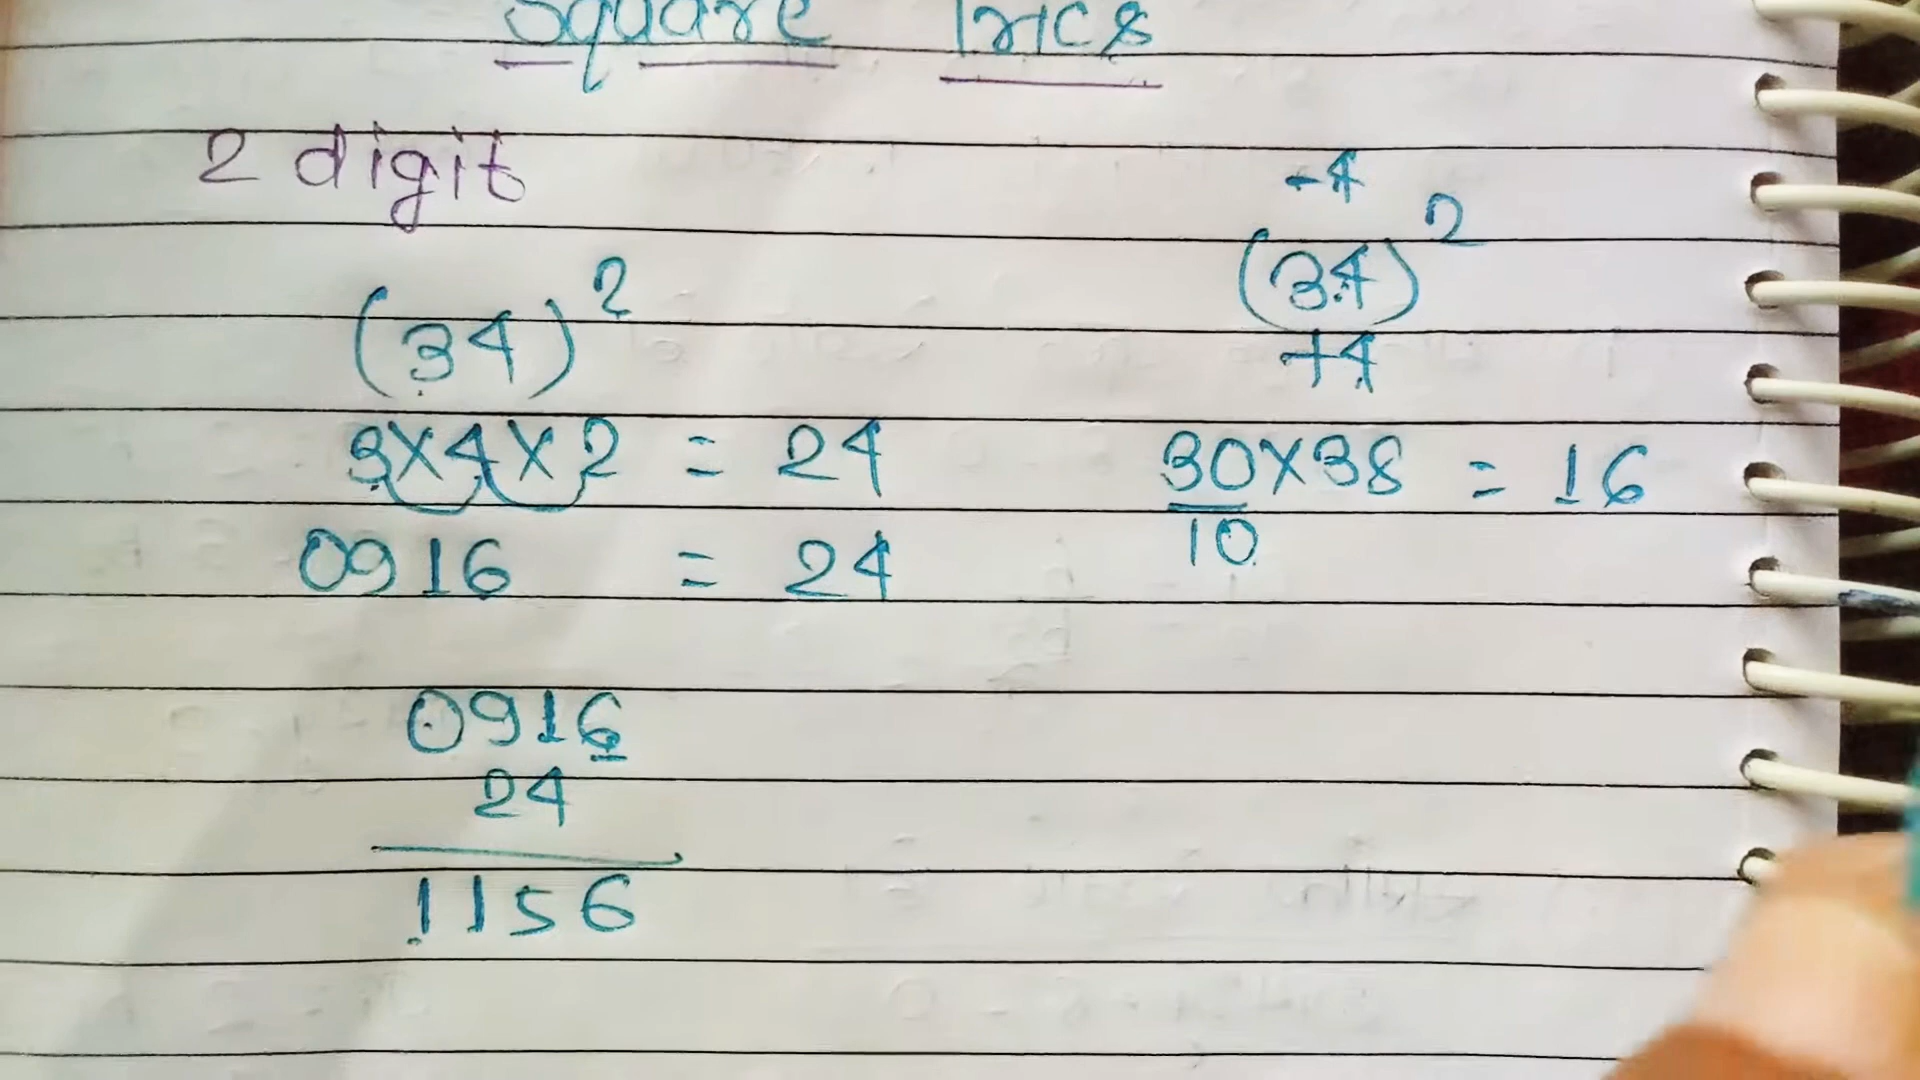 Square Trics
2 digit
(34)²
3×4×2 = 24
0916 = 24
0916
24
1156
-4
(34)²
+4
30×38 = 16
10